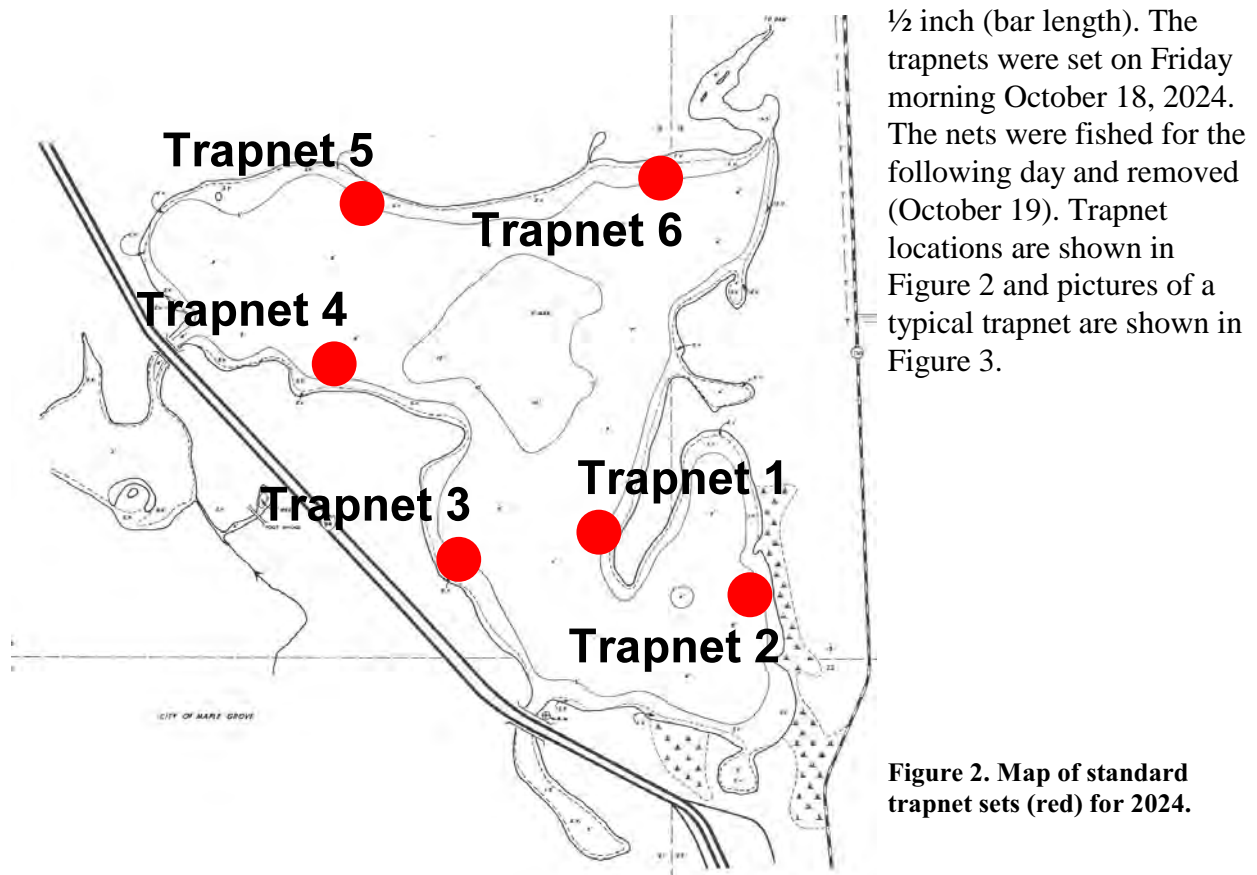 ½ inch (bar length). The
trapnets were set on Friday
morning October 18, 2024.
The nets were fished for the
following day and removed
(October 19). Trapnet
locations are shown in
Figure 2 and pictures of a
typical trapnet are shown in
Figure 3.
TO DAM
Trapnet 5
Trapnet 6
Trapnet 4
Trapnet 1
Trapnet 3
Trapnet 2
CITY OF MAPLE GROVE
Figure 2. Map of standard
trapnet sets (red) for 2024.